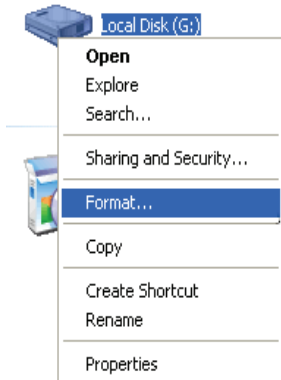 Local Disk (G:)
Open
Explore
Search...
Sharing and Security...
Format...
Copy
Create Shortcut
Rename
Properties